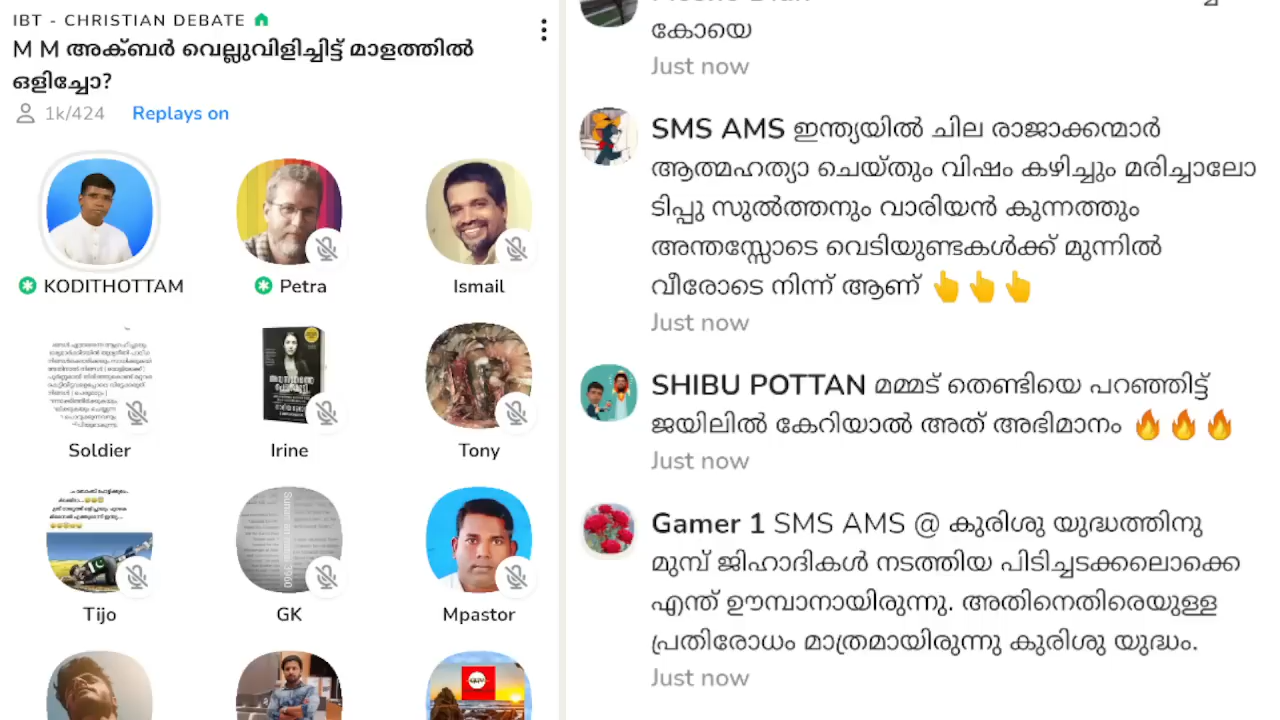 IBT - CHRISTIAN DEBATE
M M അക്ബർ വെല്ലുവിളിച്ചിട്ട് മാളത്തിൽ
ഒളിച്ചോ?
1k/424 Replays on
KODITHOTTAM Petra Ismail
Soldier Irine Tony
Tijo GK Mpastor
കോയെ
Just now
SMS AMS ഇന്ത്യയിൽ ചില രാജാക്കന്മാർ
ആത്മഹത്യാ ചെയ്തും വിഷം കഴിച്ചും മരിച്ചാലോ
ടിപ്പു സുൽത്തനും വാരിയൻ കുന്നത്തും
അന്തസ്സോടെ വെടിയുണ്ടകൾക്ക് മുന്നിൽ
വീരോടെ നിന്ന് ആണ് 👆👆👆
Just now
SHIBU POTTAN മമ്മട് തെണ്ടിയെ പറഞ്ഞിട്ട്
ജയിലിൽ കേറിയാൽ അത് അഭിമാനം 🔥🔥🔥
Just now
Gamer 1 SMS AMS @ കുരിശു യുദ്ധത്തിനു
മുമ്പ് ജിഹാദികൾ നടത്തിയ പിടിച്ചടക്കലൊക്കെ
എന്ത് ഊമ്പാനായിരുന്നു. അതിനെതിരെയുള്ള
പ്രതിരോധം മാത്രമായിരുന്നു കുരിശു യുദ്ധം.
Just now